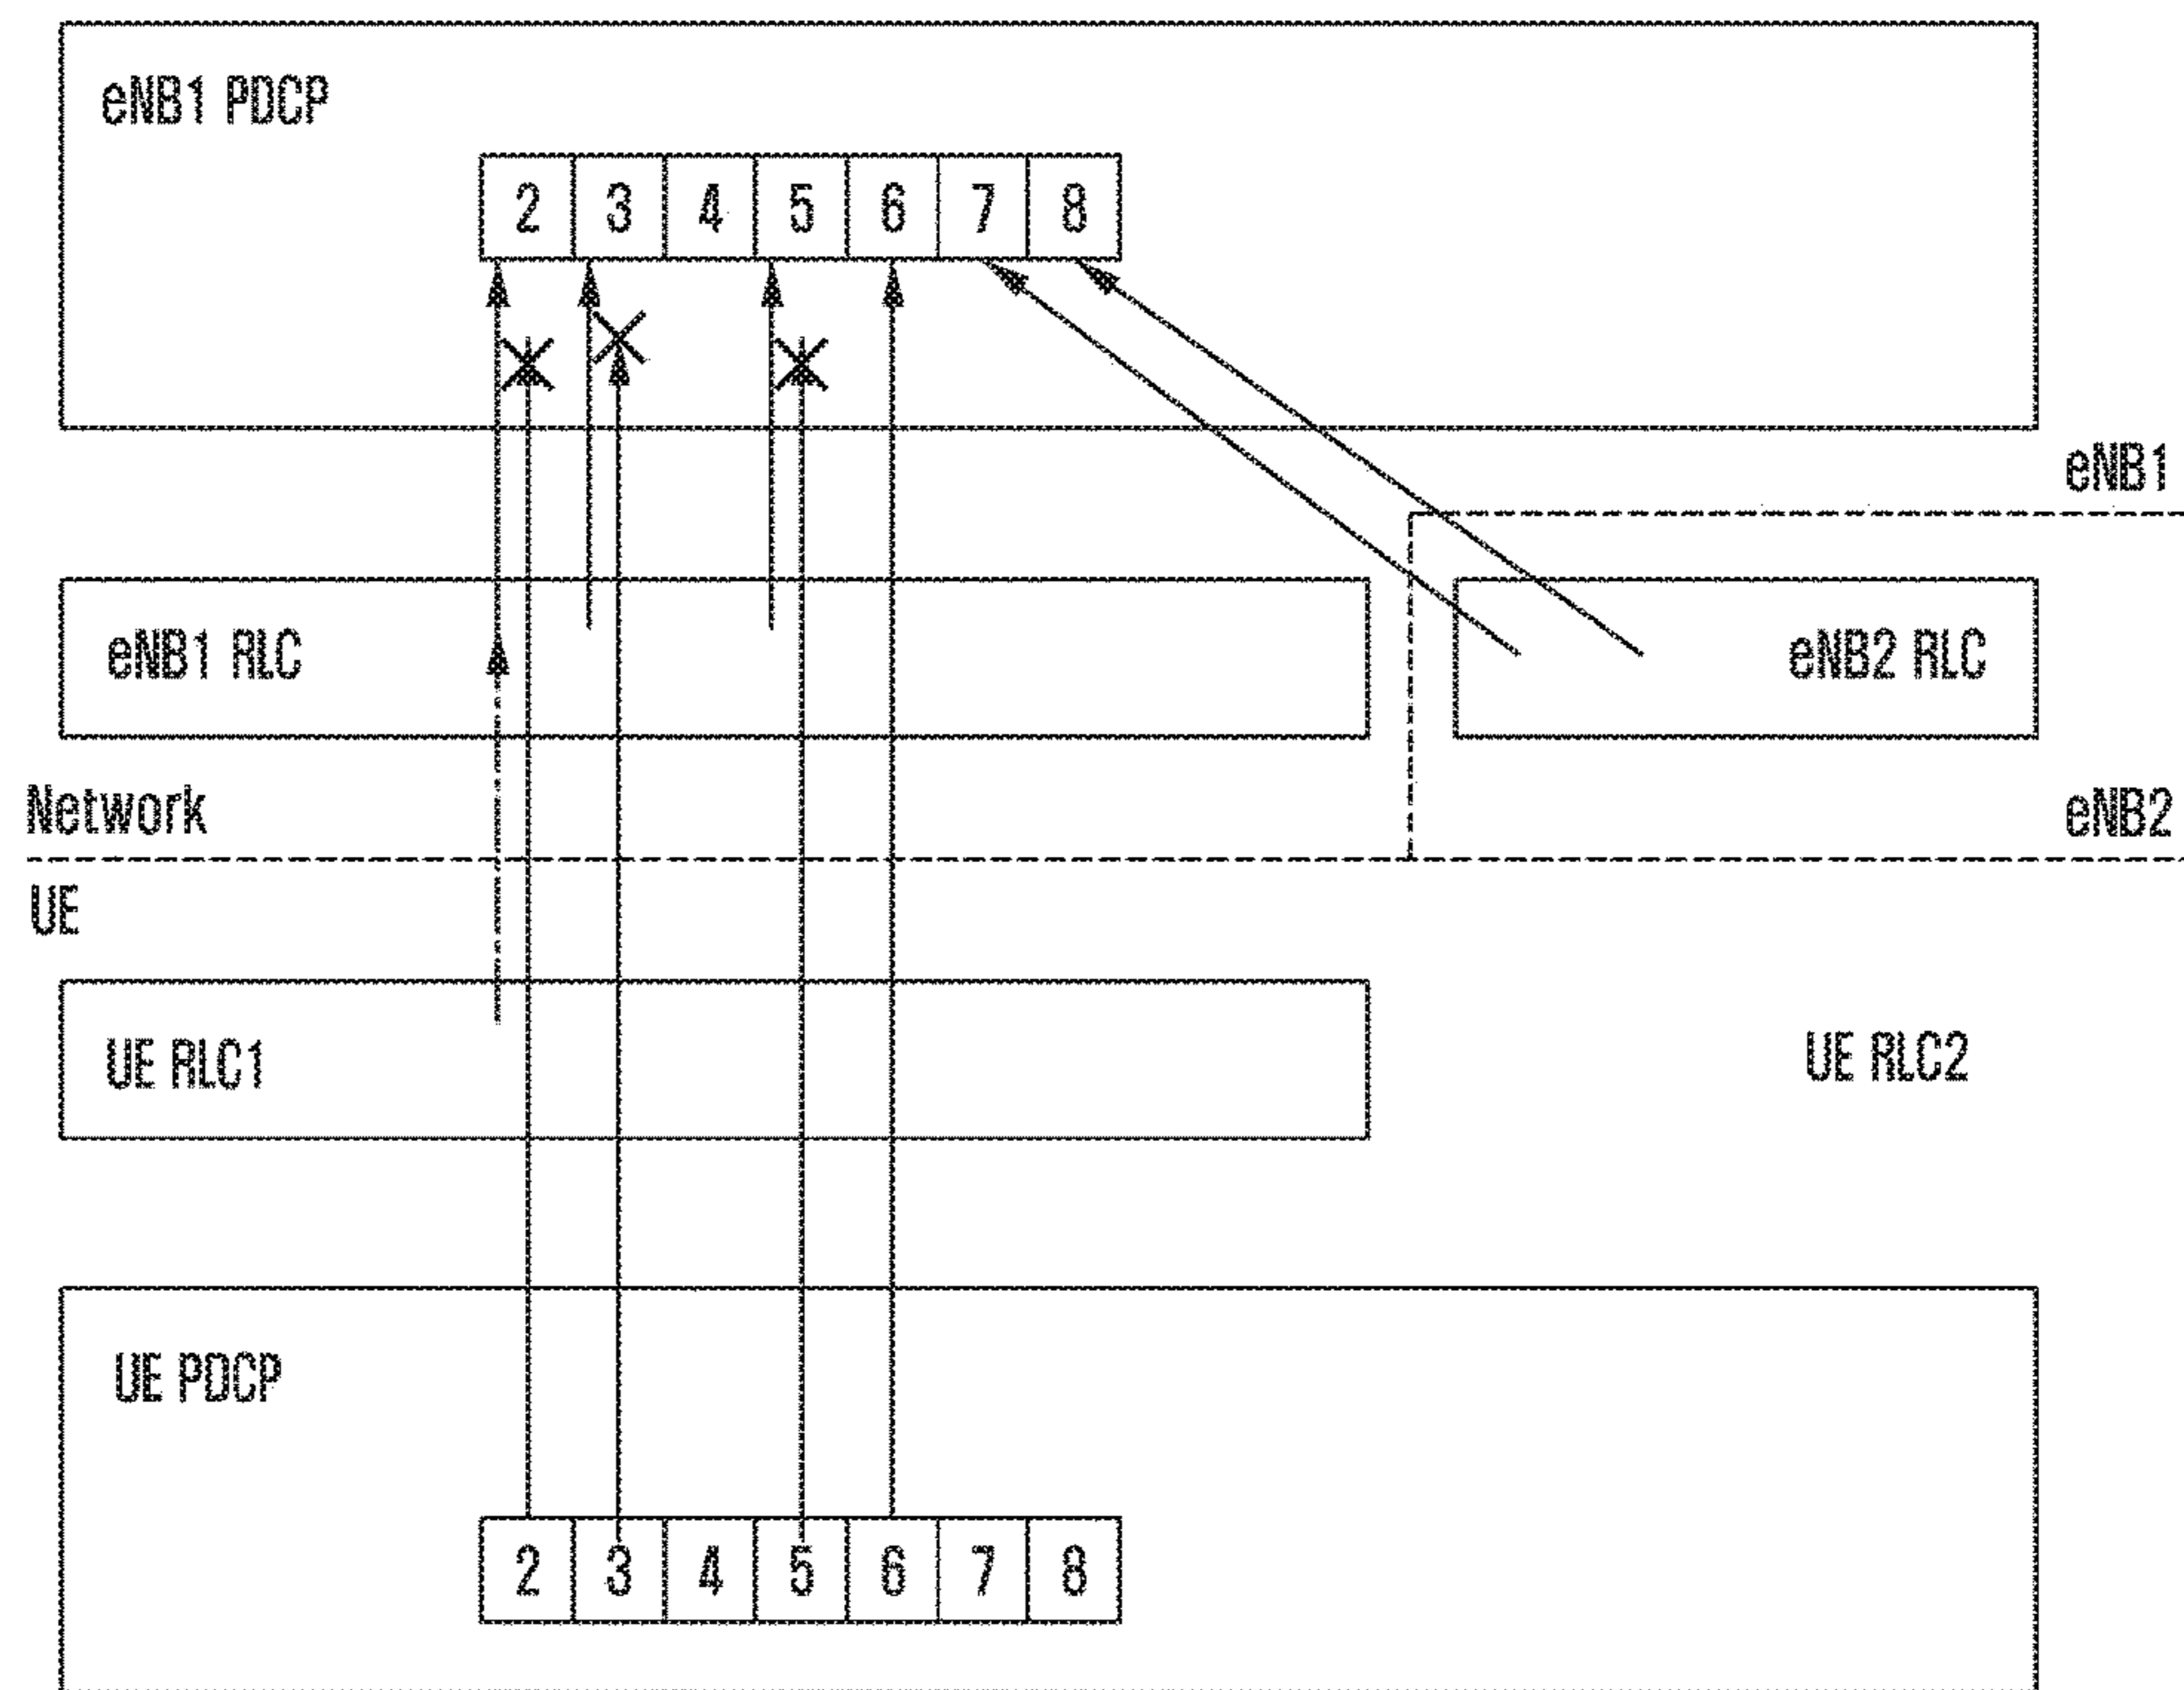 eNB1 PDCP
2 3 4 5 6 7 8
eNB1
eNB1 RLC
eNB2 RLC
Network
eNB2
UE
UE RLC1
UE RLC2
UE PDCP
2 3 4 5 6 7 8